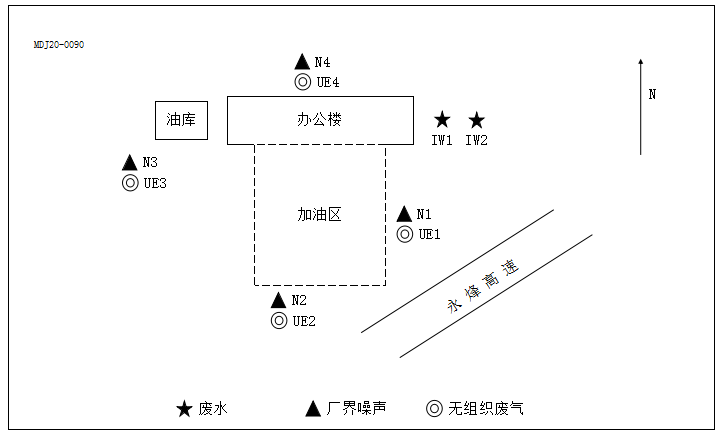 MDJ20-0090
N4
UE4
N
油库
办公楼
IW1
IW2
N3
UE3
加油区
N1
UE1
永烽高速
N2
UE2
废水
厂界噪声
无组织废气